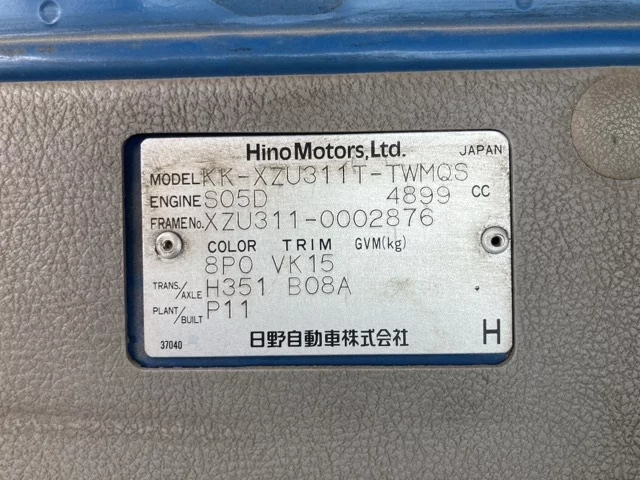 Hino Motors, Ltd. JAPAN
MODEL KK-XZU311T-TWMQS
ENGINE S05D 4899 CC
FRAME No. XZU311-0002876
COLOR TRIM GVM(kg)
8P0 VK15
TRANS./AXLE H351 B08A
PLANT/BUILT P11
37040 日野自動車株式会社 H